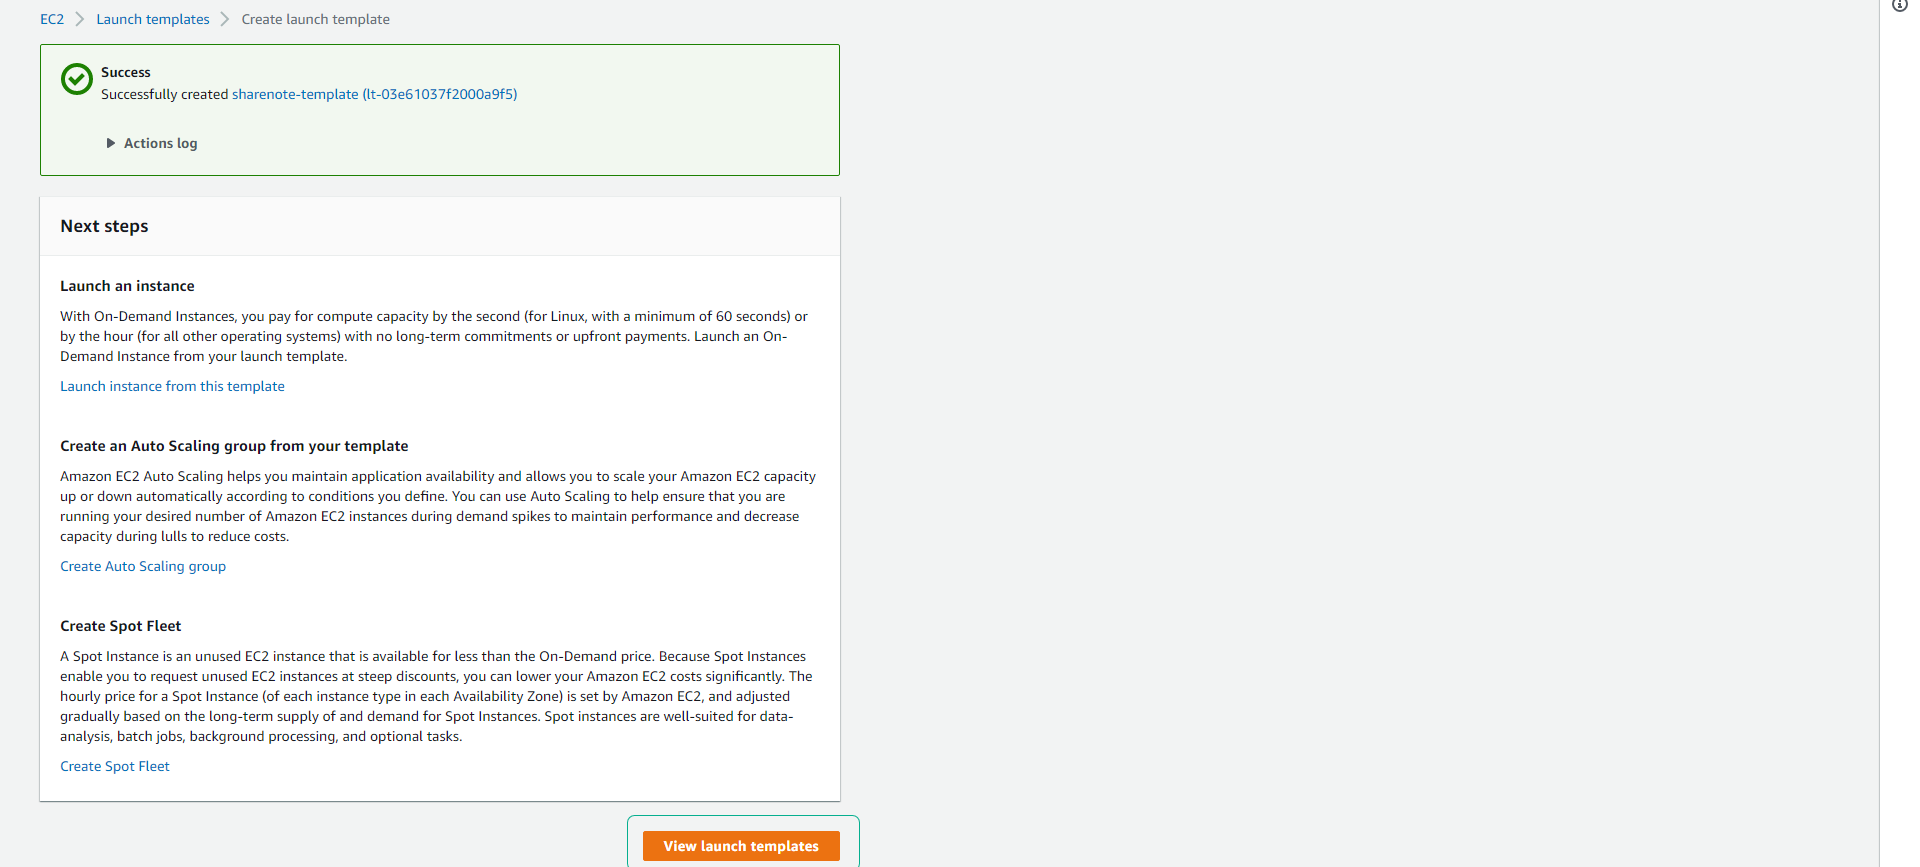 EC2 > Launch templates > Create launch template
Success
Successfully created sharenote-template (lt-03e61037f2000a9f5)
Actions log
Next steps
Launch an instance
With On-Demand Instances, you pay for compute capacity by the second (for Linux, with a minimum of 60 seconds) or
by the hour (for all other operating systems) with no long-term commitments or upfront payments. Launch an On-
Demand Instance from your launch template.
Launch instance from this template
Create an Auto Scaling group from your template
Amazon EC2 Auto Scaling helps you maintain application availability and allows you to scale your Amazon EC2 capacity
up or down automatically according to conditions you define. You can use Auto Scaling to help ensure that you are
running your desired number of Amazon EC2 instances during demand spikes to maintain performance and decrease
capacity during lulls to reduce costs.
Create Auto Scaling group
Create Spot Fleet
A Spot Instance is an unused EC2 instance that is available for less than the On-Demand price. Because Spot Instances
enable you to request unused EC2 instances at steep discounts, you can lower your Amazon EC2 costs significantly. The
hourly price for a Spot Instance (of each instance type in each Availability Zone) is set by Amazon EC2, and adjusted
gradually based on the long-term supply of and demand for Spot Instances. Spot instances are well-suited for data-
analysis, batch jobs, background processing, and optional tasks.
Create Spot Fleet
View launch templates